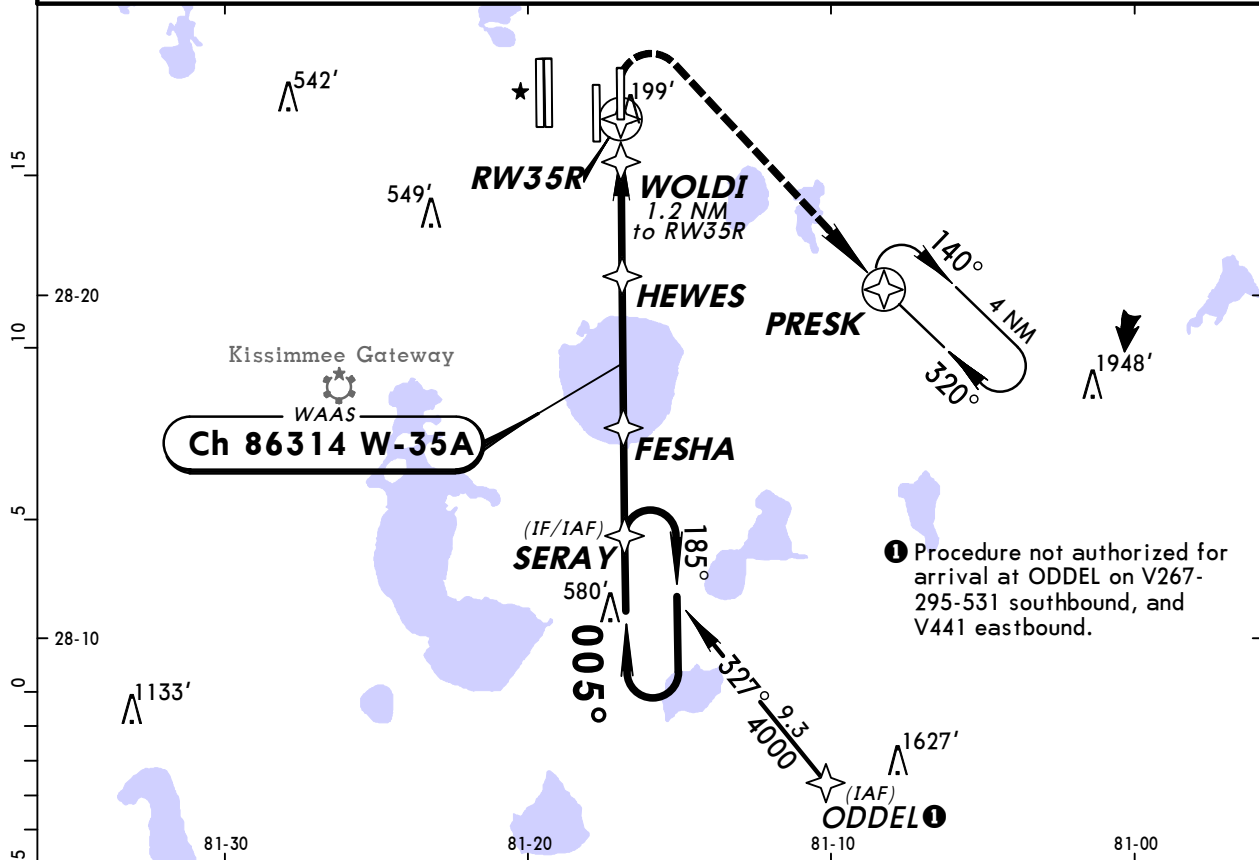 542'
199'
15
RW35R
WOLDI
1.2 NM
to RW35R
549'
140°
4 NM
28-20
HEWES
PRESK
10
320°
1948'
Kissimmee Gateway
WAAS
Ch 86314 W-35A
FESHA
5
(IF/IAF)
SERAY
185°
580'
❶ Procedure not authorized for
arrival at ODDEL on V267-
295-531 southbound, and
V441 eastbound.
28-10
005°
0
1133'
327° 9.3
4000
1627'
(IAF)
ODDEL❶
5
81-30
81-20
81-10
81-00